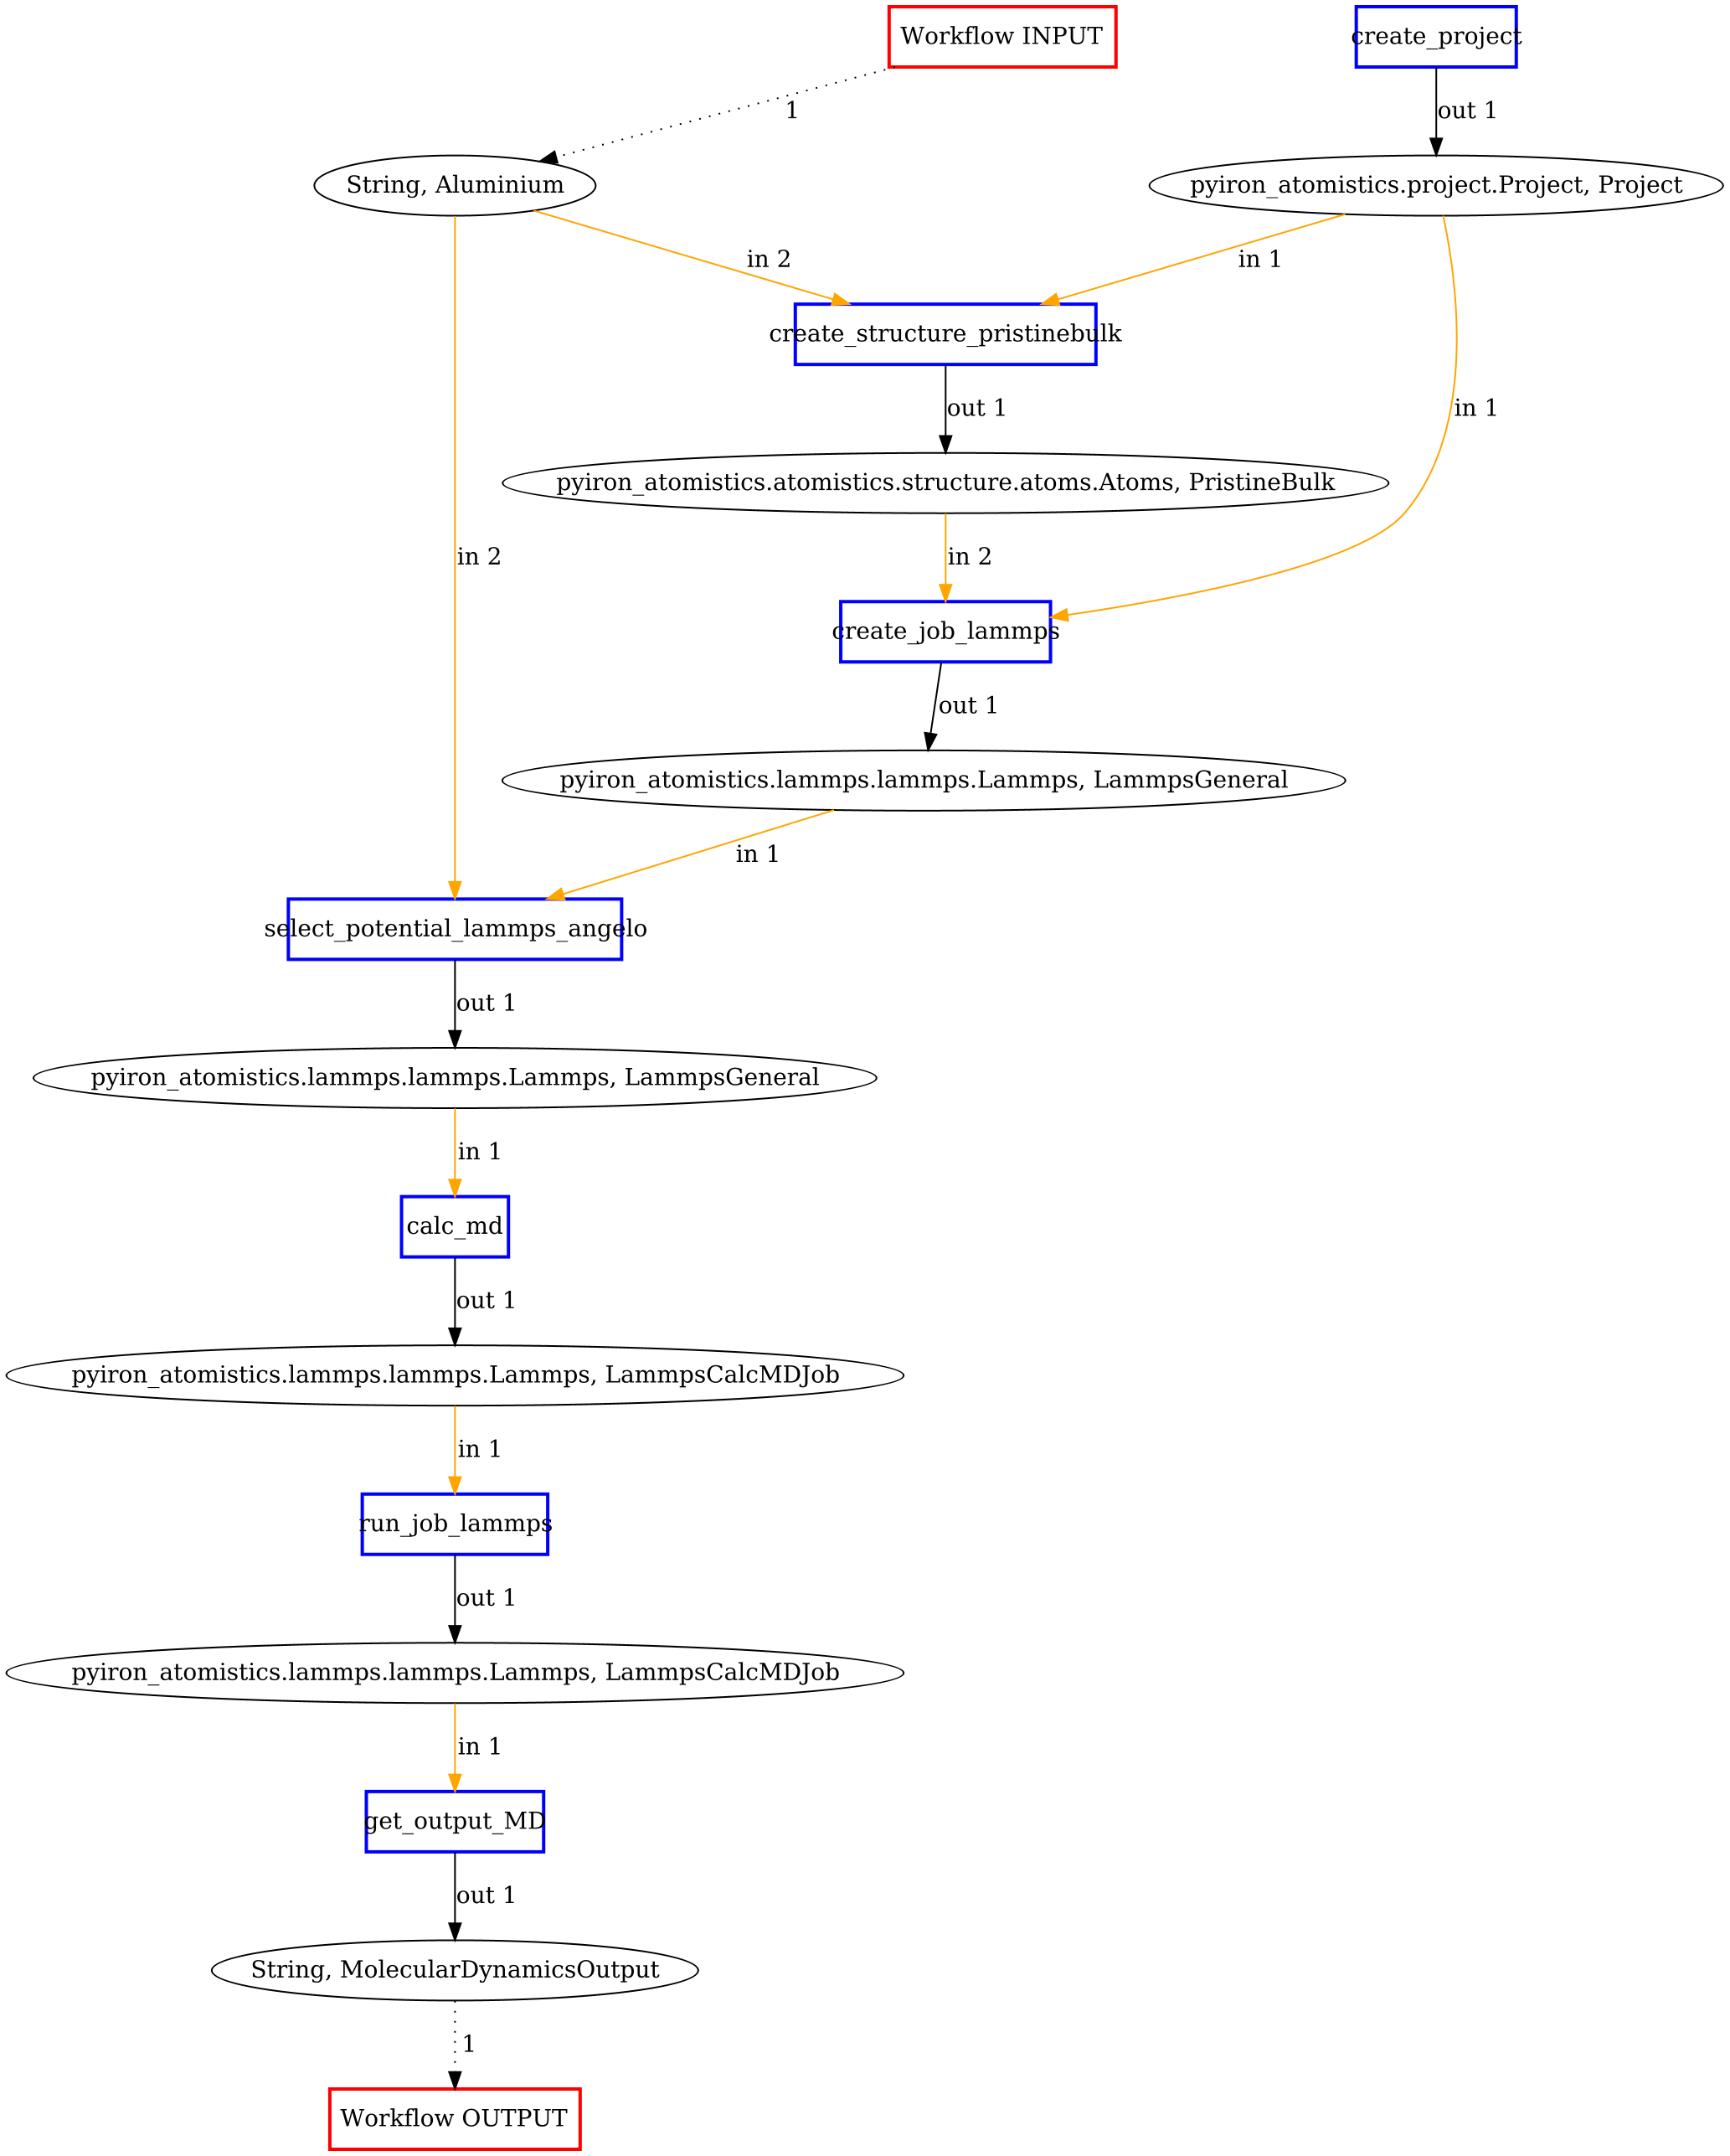 Workflow INPUT
create_project
1
out 1
String, Aluminium
pyiron_atomistics.project.Project, Project
in 2
in 1
create_structure_pristinebulk
out 1
in 1
pyiron_atomistics.atomistics.structure.atoms.Atoms, PristineBulk
in 2
in 2
create_job_lammps
out 1
pyiron_atomistics.lammps.lammps.Lammps, LammpsGeneral
in 1
select_potential_lammps_angelo
out 1
pyiron_atomistics.lammps.lammps.Lammps, LammpsGeneral
in 1
calc_md
out 1
pyiron_atomistics.lammps.lammps.Lammps, LammpsCalcMDJob
in 1
run_job_lammps
out 1
pyiron_atomistics.lammps.lammps.Lammps, LammpsCalcMDJob
in 1
get_output_MD
out 1
String, MolecularDynamicsOutput
1
Workflow OUTPUT